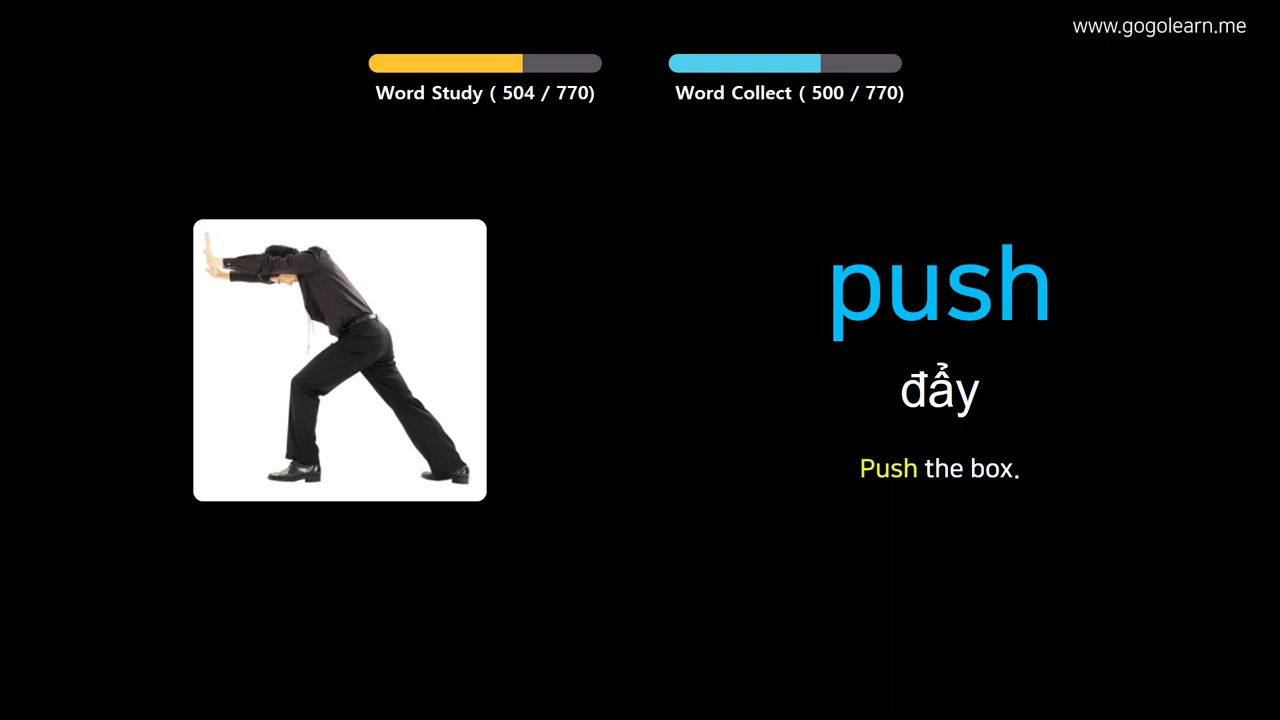 www.gogolearn.me
Word Study ( 504 / 770)
Word Collect ( 500 / 770)
push
đẩy
Push the box.